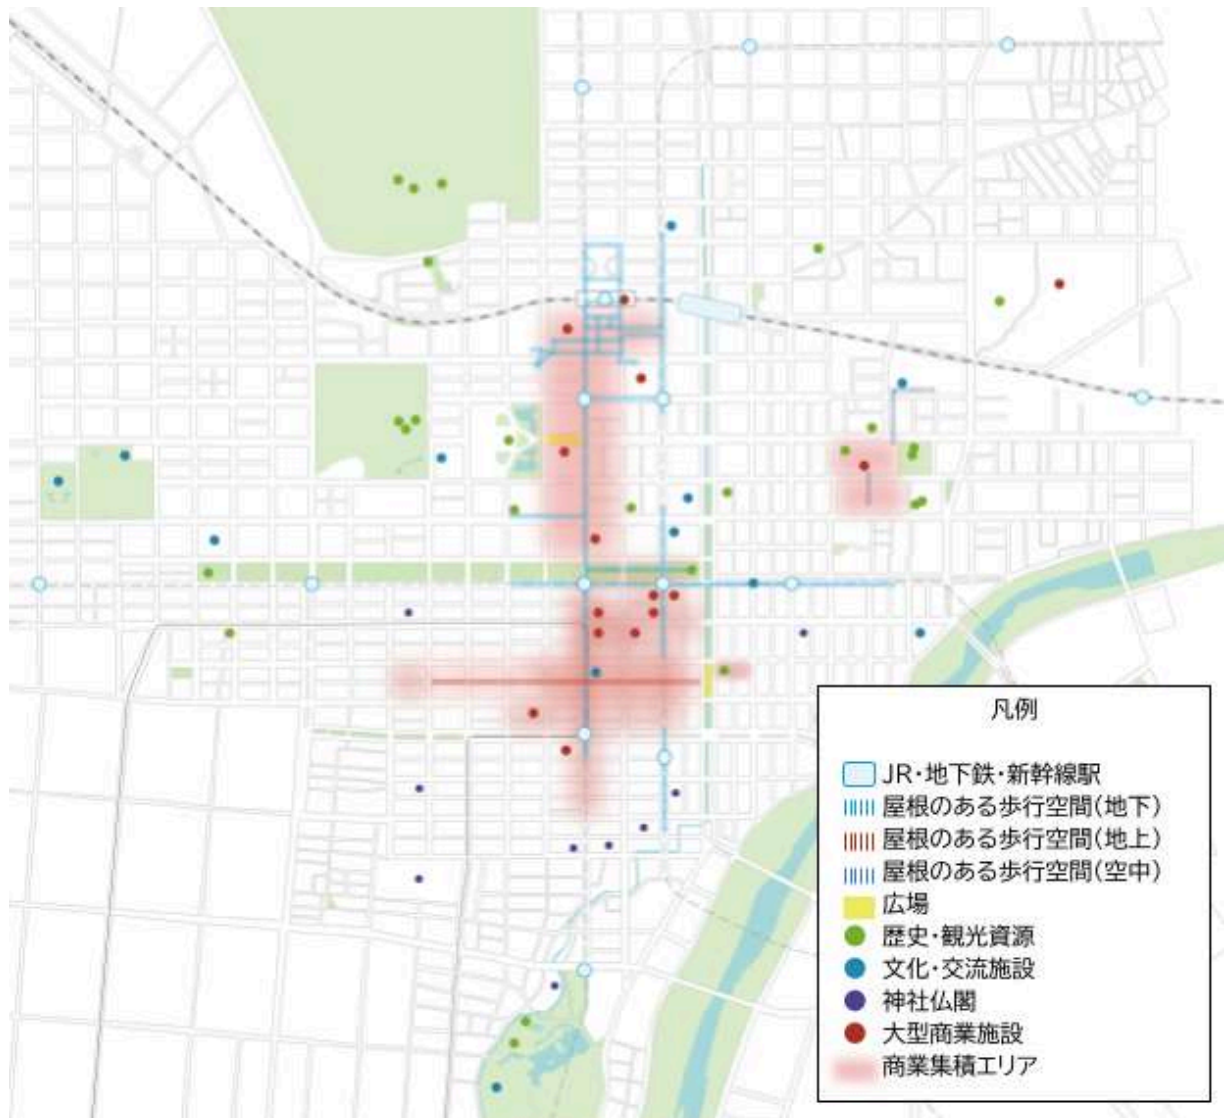 凡例
JR・地下鉄・新幹線駅
屋根のある歩行空間(地下)
屋根のある歩行空間(地上)
屋根のある歩行空間(空中)
広場
歴史・観光資源
文化・交流施設
神社仏閣
大型商業施設
商業集積エリア